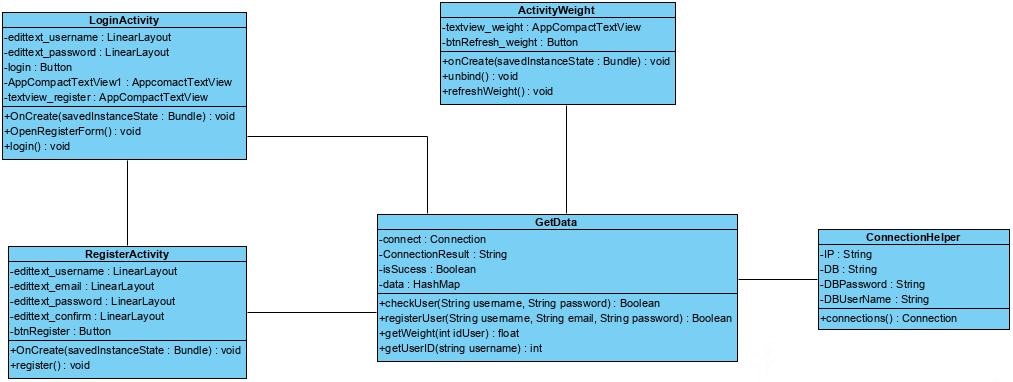 LoginActivity
-edittext_username : LinearLayout
-edittext_password : LinearLayout
-login : Button
-AppCompactTextView1 : AppcomactTextView
-textview_register : AppCompactTextView
+OnCreate(savedInstanceState : Bundle) : void
+OpenRegisterForm() : void
+login() : void
ActivityWeight
-textview_weight : AppCompactTextView
-btnRefresh_weight : Button
+onCreate(savedInstanceState : Bundle) : void
+unbind() : void
+refreshWeight() : void
RegisterActivity
-edittext_username : LinearLayout
-edittext_email : LinearLayout
-edittext_password : LinearLayout
-edittext_confirm : LinearLayout
-btnRegister : Button
+OnCreate(savedInstanceState : Bundle) : void
+register() : void
GetData
-connect : Connection
-ConnectionResult : String
-isSucess : Boolean
-data : HashMap
+checkUser(String username, String password) : Boolean
+registerUser(String username, String email, String password) : Boolean
+getWeight(int idUser) : float
+getUserID(string username) : int
ConnectionHelper
-IP : String
-DB : String
-DBPassword : String
-DBUserName : String
+connections() : Connection